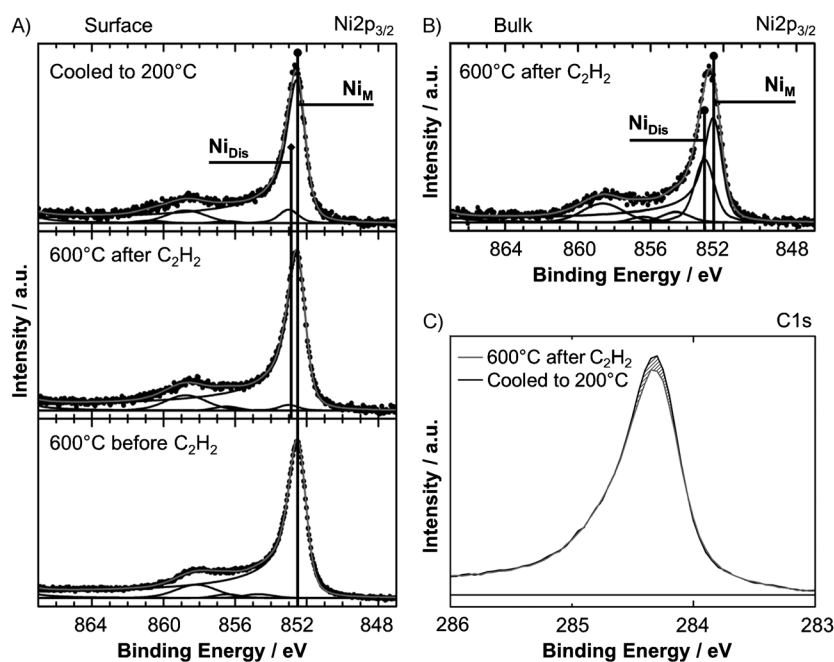 A) Surface Ni2p3/2
Cooled to 200°C
NiM
NiDis
600°C after C2H2
600°C before C2H2
Intensity / a.u.
864 860 856 852 848
Binding Energy / eV
B) Bulk Ni2p3/2
600°C after C2H2
NiM
NiDis
Intensity / a.u.
864 860 856 852 848
Binding Energy / eV
C) C1s
600°C after C2H2
Cooled to 200°C
Intensity / a.u.
286 285 284 283
Binding Energy / eV